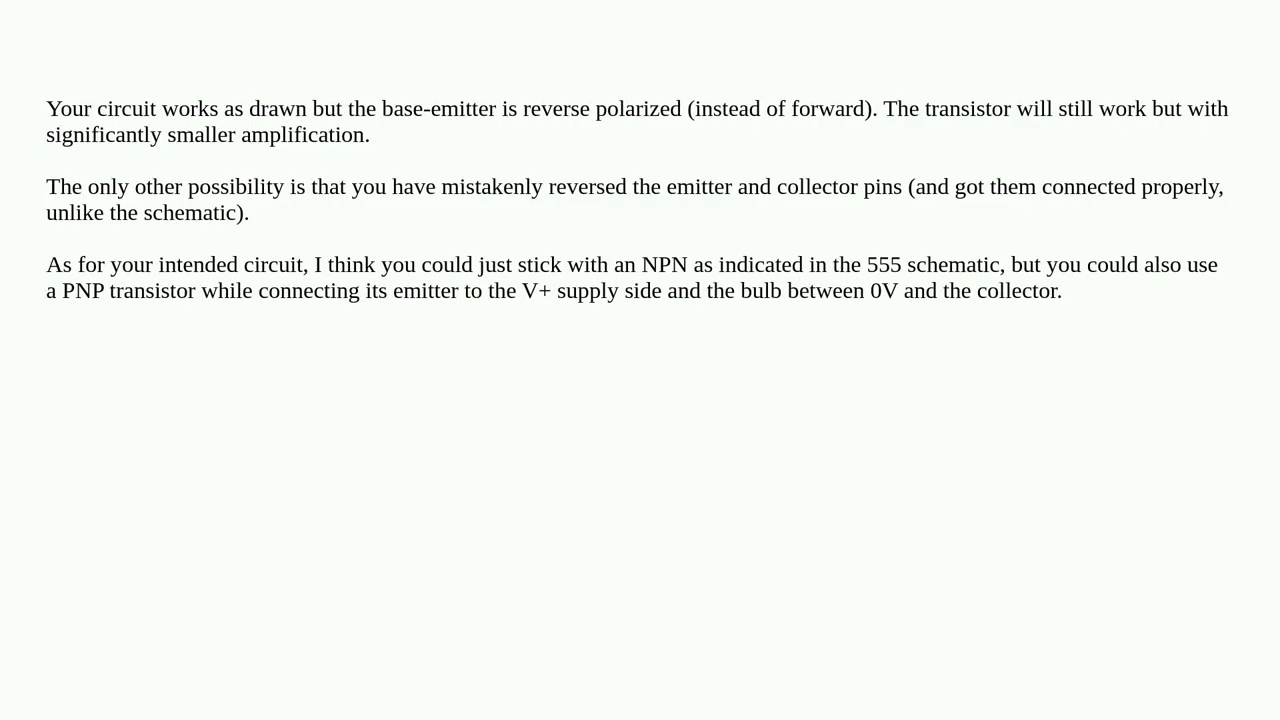 Your circuit works as drawn but the base-emitter is reverse polarized (instead of forward). The transistor will still work but with
significantly smaller amplification.
The only other possibility is that you have mistakenly reversed the emitter and collector pins (and got them connected properly,
unlike the schematic).
As for your intended circuit, I think you could just stick with an NPN as indicated in the 555 schematic, but you could also use
a PNP transistor while connecting its emitter to the V+ supply side and the bulb between 0V and the collector.